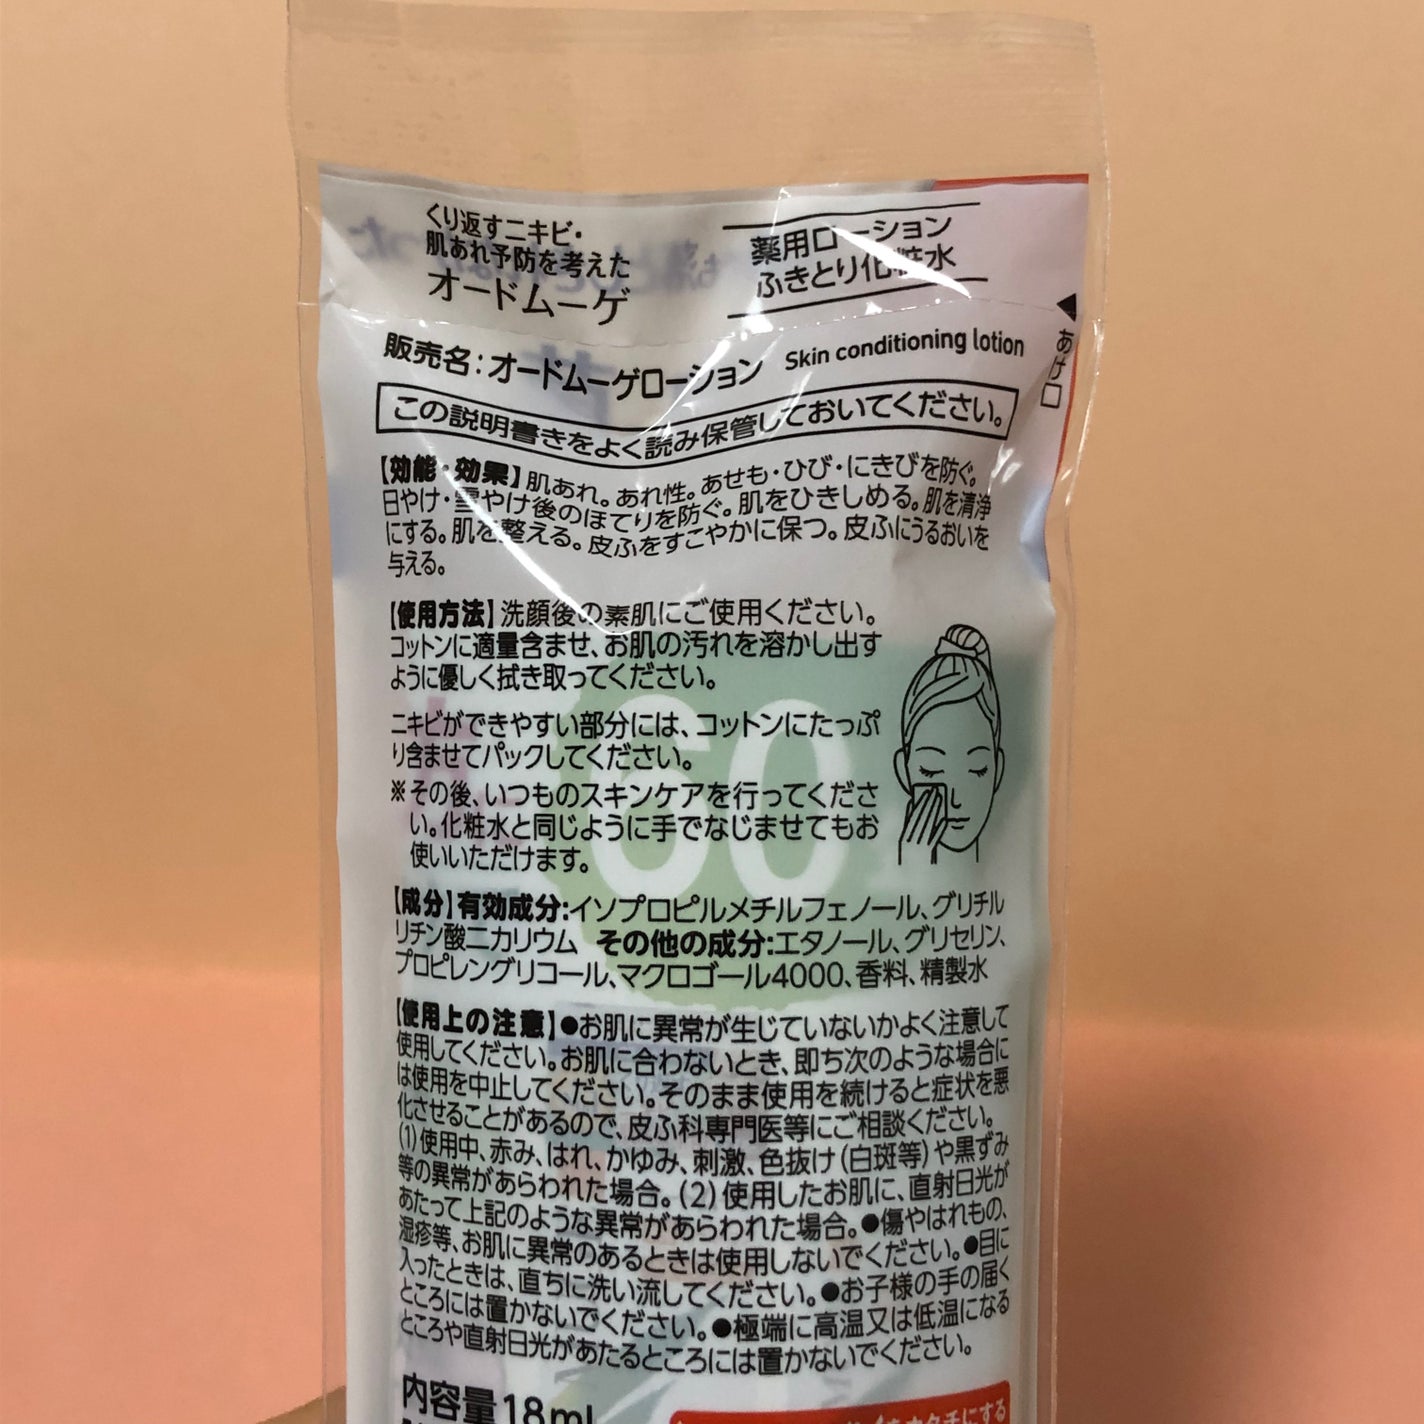 くり返すニキビ・
肌あれ予防を考えた
オードムーゲ
薬用ローション
ふきとり化粧水
あけ口
販売名:オードムーゲローション Skin conditioning lotion
この説明書きをよく読み保管しておいてください。
【効能・効果】肌あれ。あれ性。あせも・ひび・にきびを防ぐ。
日やけ・雪やけ後のほてりを防ぐ。肌をひきしめる。肌を清浄
にする。肌を整える。皮ふをすこやかに保つ。皮ふにうるおいを
与える。
【使用方法】洗顔後の素肌にご使用ください。
コットンに適量含ませ、お肌の汚れを溶かし出す
ように優しく拭き取ってください。
ニキビができやすい部分には、コットンにたっぷ
り含ませてパックしてください。
※その後、いつものスキンケアを行ってくださ
い。化粧水と同じように手でなじませてもお
使いいただけます。
【成分】有効成分:イソプロピルメチルフェノール、グリチル
リチン酸二カリウム その他の成分:エタノール、グリセリン、
プロピレングリコール、マクロゴール4000、香料、精製水
【使用上の注意】●お肌に異常が生じていないかよく注意して
使用してください。お肌に合わないとき、即ち次のような場合に
は使用を中止してください。そのまま使用を続けると症状を悪
化させることがあるので、皮ふ科専門医等にご相談ください。
(1)使用中、赤み、はれ、かゆみ、刺激、色抜け(白斑等)や黒ずみ
等の異常があらわれた場合。(2)使用したお肌に、直射日光が
あたって上記のような異常があらわれた場合。●傷やはれもの、
湿疹等、お肌に異常のあるときは使用しないでください。●目に
入ったときは、直ちに洗い流してください。●お子様の手の届く
ところには置かないでください。●極端に高温又は低温になる
ところや直射日光があたるところには置かないでください。
内容量18mL
カタチにする
60